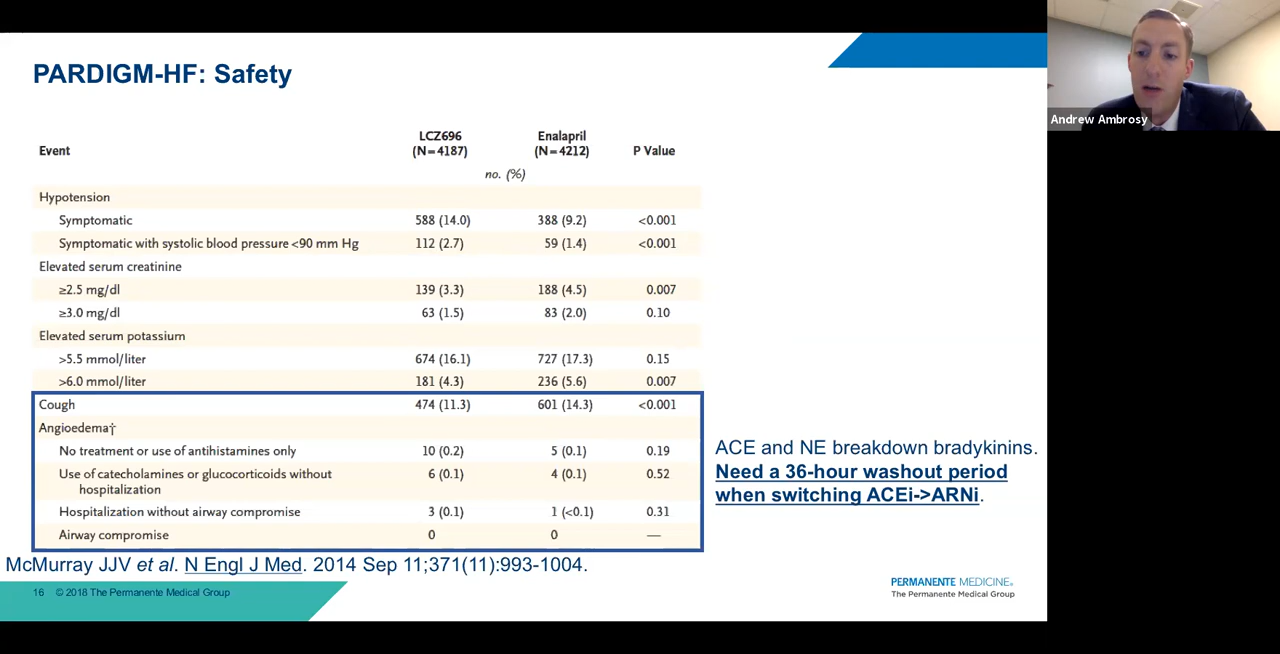 PARDIGM-HF: Safety
Andrew Ambrosy
Event LCZ696 (N=4187) Enalapril (N=4212) P Value
no. (%)
Hypotension
Symptomatic 588 (14.0) 388 (9.2) <0.001
Symptomatic with systolic blood pressure <90 mm Hg 112 (2.7) 59 (1.4) <0.001
Elevated serum creatinine
≥2.5 mg/dl 139 (3.3) 188 (4.5) 0.007
≥3.0 mg/dl 63 (1.5) 83 (2.0) 0.10
Elevated serum potassium
>5.5 mmol/liter 674 (16.1) 727 (17.3) 0.15
>6.0 mmol/liter 181 (4.3) 236 (5.6) 0.007
Cough 474 (11.3) 601 (14.3) <0.001
Angioedema†
No treatment or use of antihistamines only 10 (0.2) 5 (0.1) 0.19
Use of catecholamines or glucocorticoids without 6 (0.1) 4 (0.1) 0.52
hospitalization
Hospitalization without airway compromise 3 (0.1) 1 (<0.1) 0.31
Airway compromise 0 0 —
ACE and NE breakdown bradykinins.
Need a 36-hour washout period
when switching ACEi->ARNi.
McMurray JJV et al. N Engl J Med. 2014 Sep 11;371(11):993-1004.
16 © 2018 The Permanente Medical Group
PERMANENTE MEDICINE®
The Permanente Medical Group